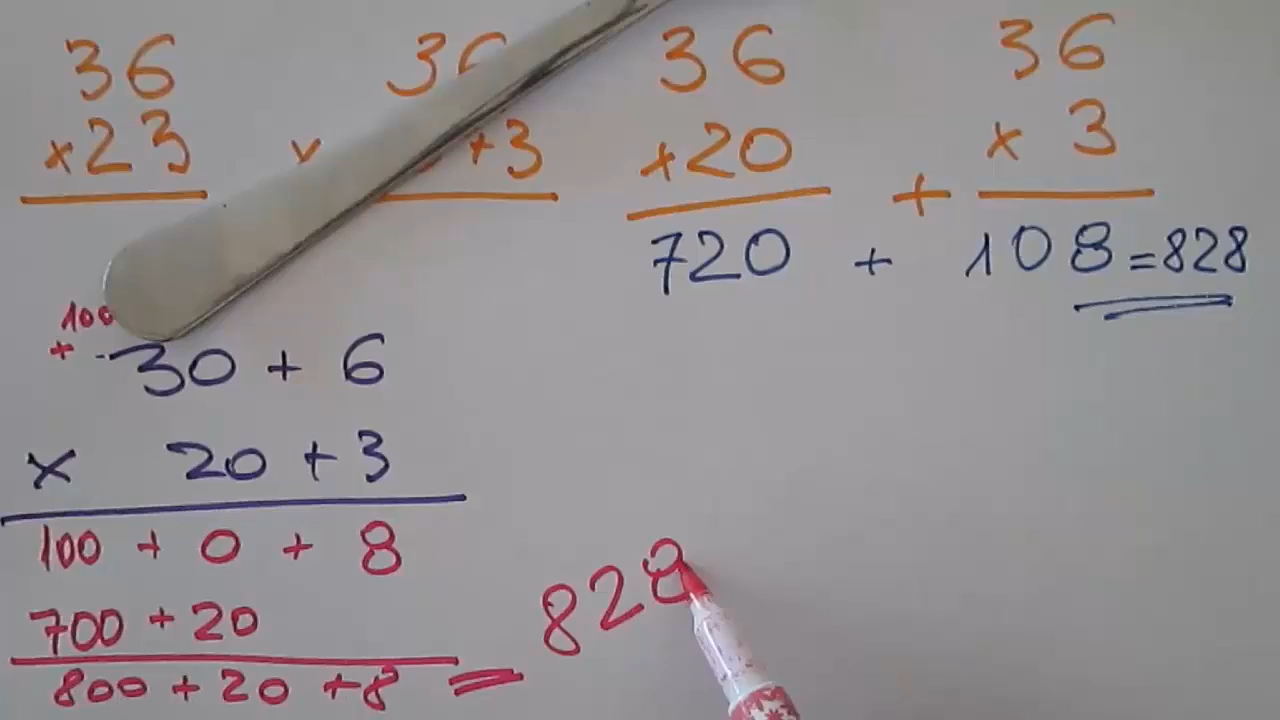 36 36 36 36
×23 × +3 ×20 × 3
+
720 + 108 = 828
100
+
30 + 6
× 20 + 3
100 + 0 + 8
700 + 20
800 + 20 + 8 = 828